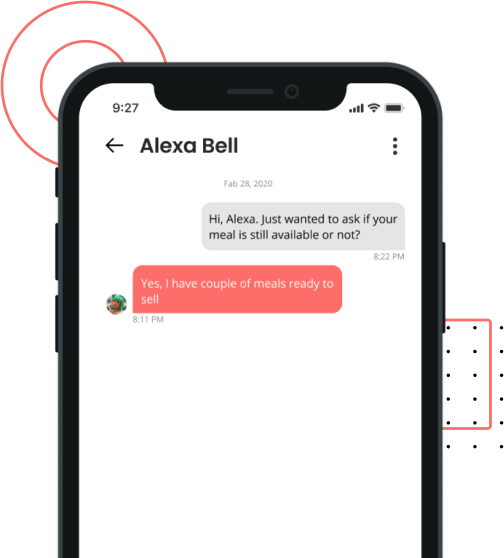 9:27
Alexa Bell
Fab 28, 2020
Hi, Alexa. Just wanted to ask if your
meal is still available or not?
8:22 PM
Yes, I have couple of meals ready to
sell
8:11 PM